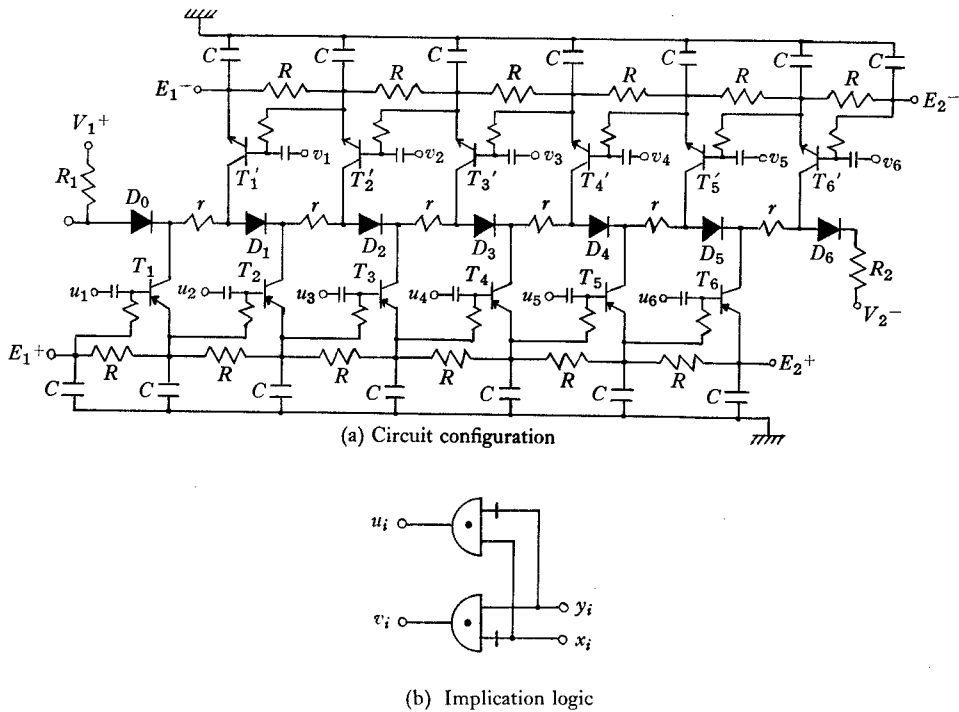 C C C C C C C
R R R R R
E₁⁻ E₂⁻
V₁⁺
v₁ v₂ v₃ v₄ v₅ v₆
R₁ T₁′ T₂′ T₃′ T₄′ T₅′ T₆′
D₀ r r r r r r
D₁ D₂ D₃ D₄ D₅ D₆
T₁ T₂ T₃ T₄ T₅ T₆ R₂
u₁ u₂ u₃ u₄ u₅ u₆
V₂⁻
E₁⁺ E₂⁺
R R R R R R
C C C C C C C
(a) Circuit configuration
uᵢ
vᵢ yᵢ
xᵢ
(b) Implication logic